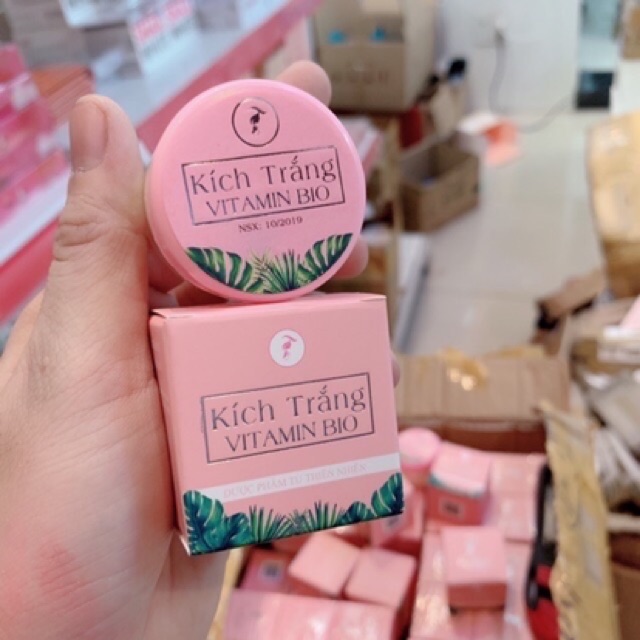 Kích Trắng
VITAMIN BIO
NSX: 10/2019
Kích Trắng
VITAMIN BIO
DƯỢC PHẨM TỪ THIÊN NHIÊN